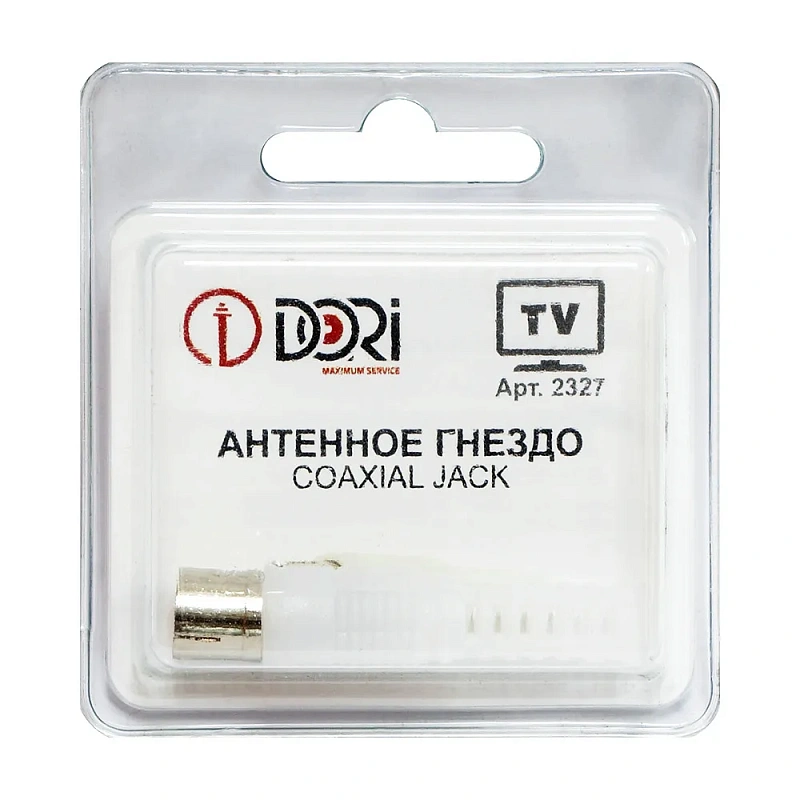 DORi
MAXIMUM SERVICE
TV
Арт. 2327
АНТЕННОЕ ГНЕЗДО
COAXIAL JACK